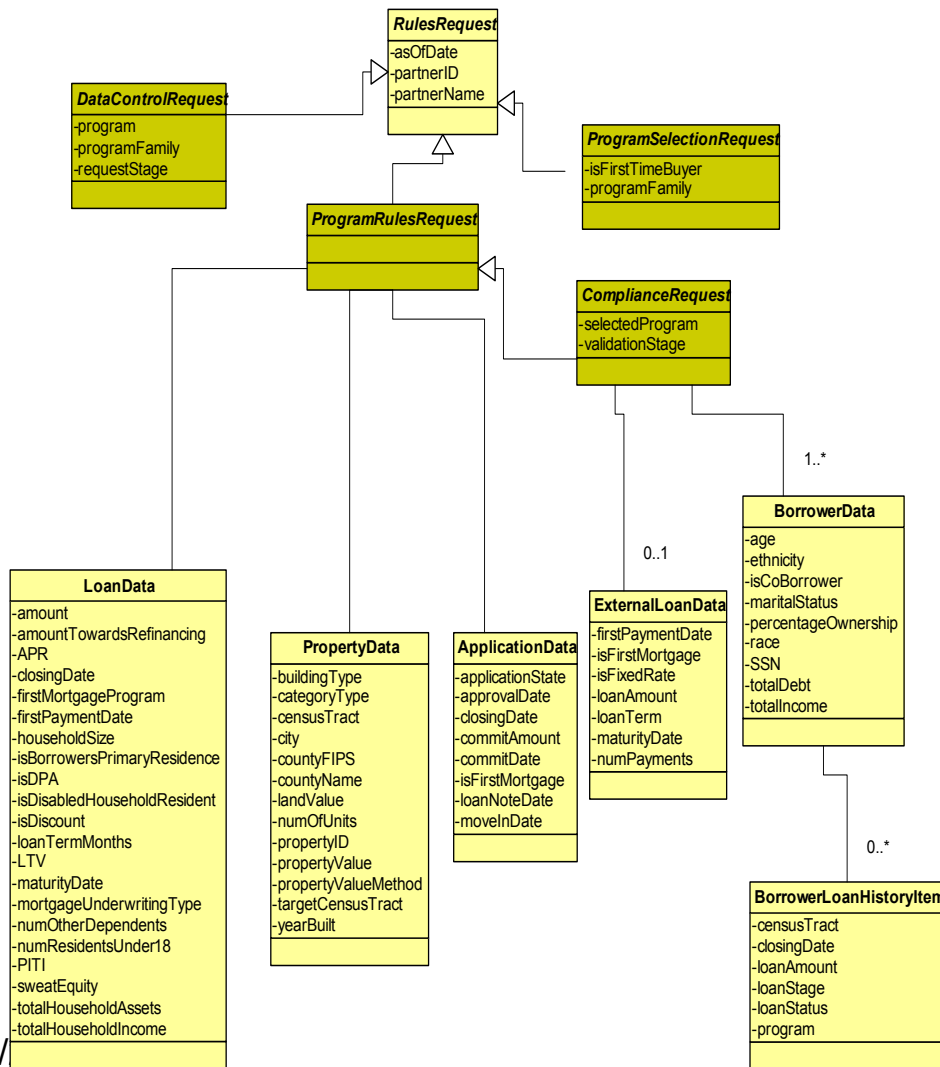 RulesRequest
-asOfDate
-partnerID
-partnerName
DataControlRequest
-program
-programFamily
-requestStage
ProgramSelectionRequest
-isFirstTimeBuyer
-programFamily
ProgramRulesRequest
ComplianceRequest
-selectedProgram
-validationStage
1..*
0..1
BorrowerData
-age
-ethnicity
-isCoBorrower
-maritalStatus
-percentageOwnership
-race
-SSN
-totalDebt
-totalIncome
LoanData
-amount
-amountTowardsRefinancing
-APR
-closingDate
-firstMortgageProgram
-firstPaymentDate
-householdSize
-isBorrowersPrimaryResidence
-isDPA
-isDisabledHouseholdResident
-isDiscount
-loanTermMonths
-LTV
-maturityDate
-mortgageUnderwritingType
-numOtherDependents
-numResidentsUnder18
-PITI
-sweatEquity
-totalHouseholdAssets
-totalHouseholdIncome
PropertyData
-buildingType
-categoryType
-censusTract
-city
-countyFIPS
-countyName
-landValue
-numOfUnits
-propertyID
-propertyValue
-propertyValueMethod
-targetCensusTract
-yearBuilt
ApplicationData
-applicationState
-approvalDate
-closingDate
-commitAmount
-commitDate
-isFirstMortgage
-loanNoteDate
-moveInDate
ExternalLoanData
-firstPaymentDate
-isFirstMortgage
-isFixedRate
-loanAmount
-loanTerm
-maturityDate
-numPayments
0..*
BorrowerLoanHistoryItem
-censusTract
-closingDate
-loanAmount
-loanStage
-loanStatus
-program
/